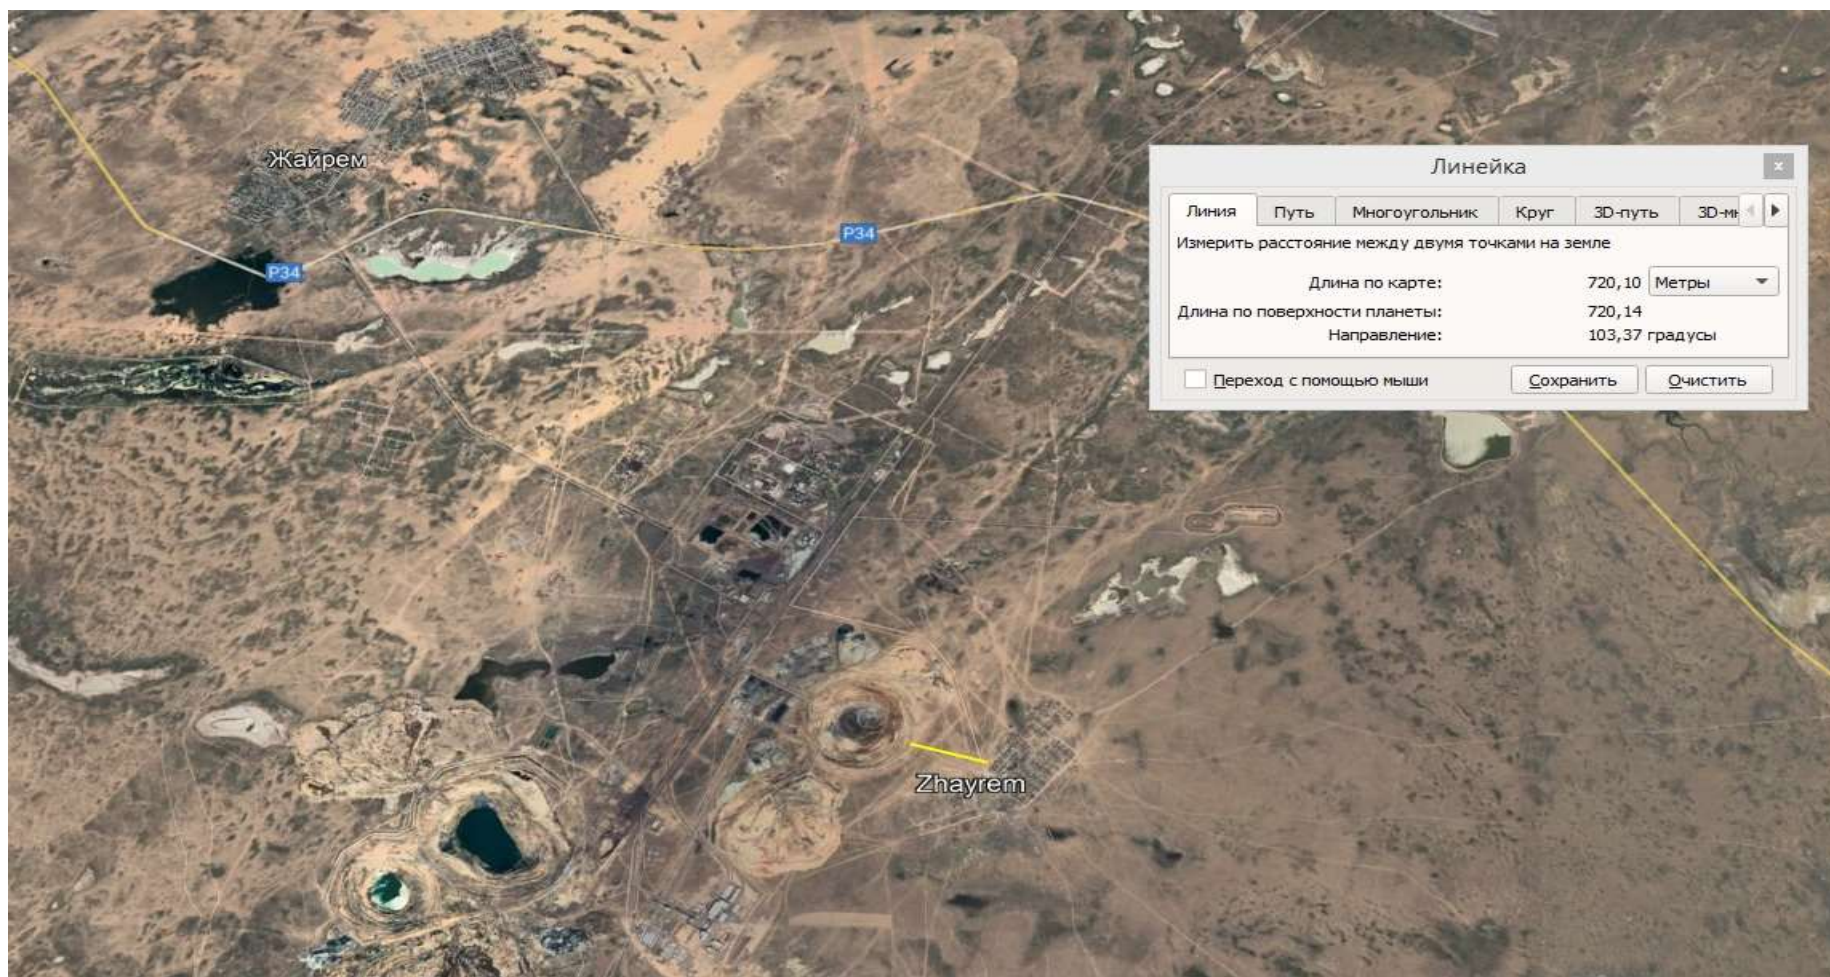 Жайрем
P34
P34
Линейка
Линия Путь Многоугольник Круг 3D-путь 3D-мн
Измерить расстояние между двумя точками на земле
Длина по карте: 720,10 Метры
Длина по поверхности планеты: 720,14
Направление: 103,37 градусы
Переход с помощью мыши Сохранить Очистить
Zhayrem